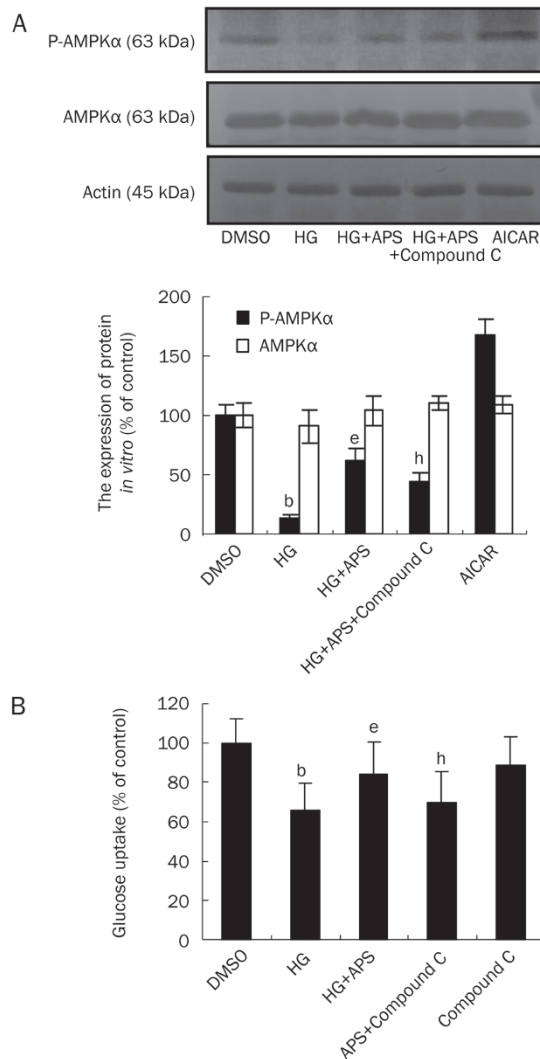 A
P-AMPKα (63 kDa)
AMPKα (63 kDa)
Actin (45 kDa)
DMSO HG HG+APS HG+APS AICAR
+Compound C
The expression of protein
in vitro (% of control)
200
150
100
50
0
P-AMPKα
AMPKα
b
e
h
DMSO
HG
HG+APS
HG+APS+Compound C
AICAR
B
Glucose uptake (% of control)
120
100
80
60
40
20
0
b
e
h
DMSO
HG
HG+APS
APS+Compound C
Compound C